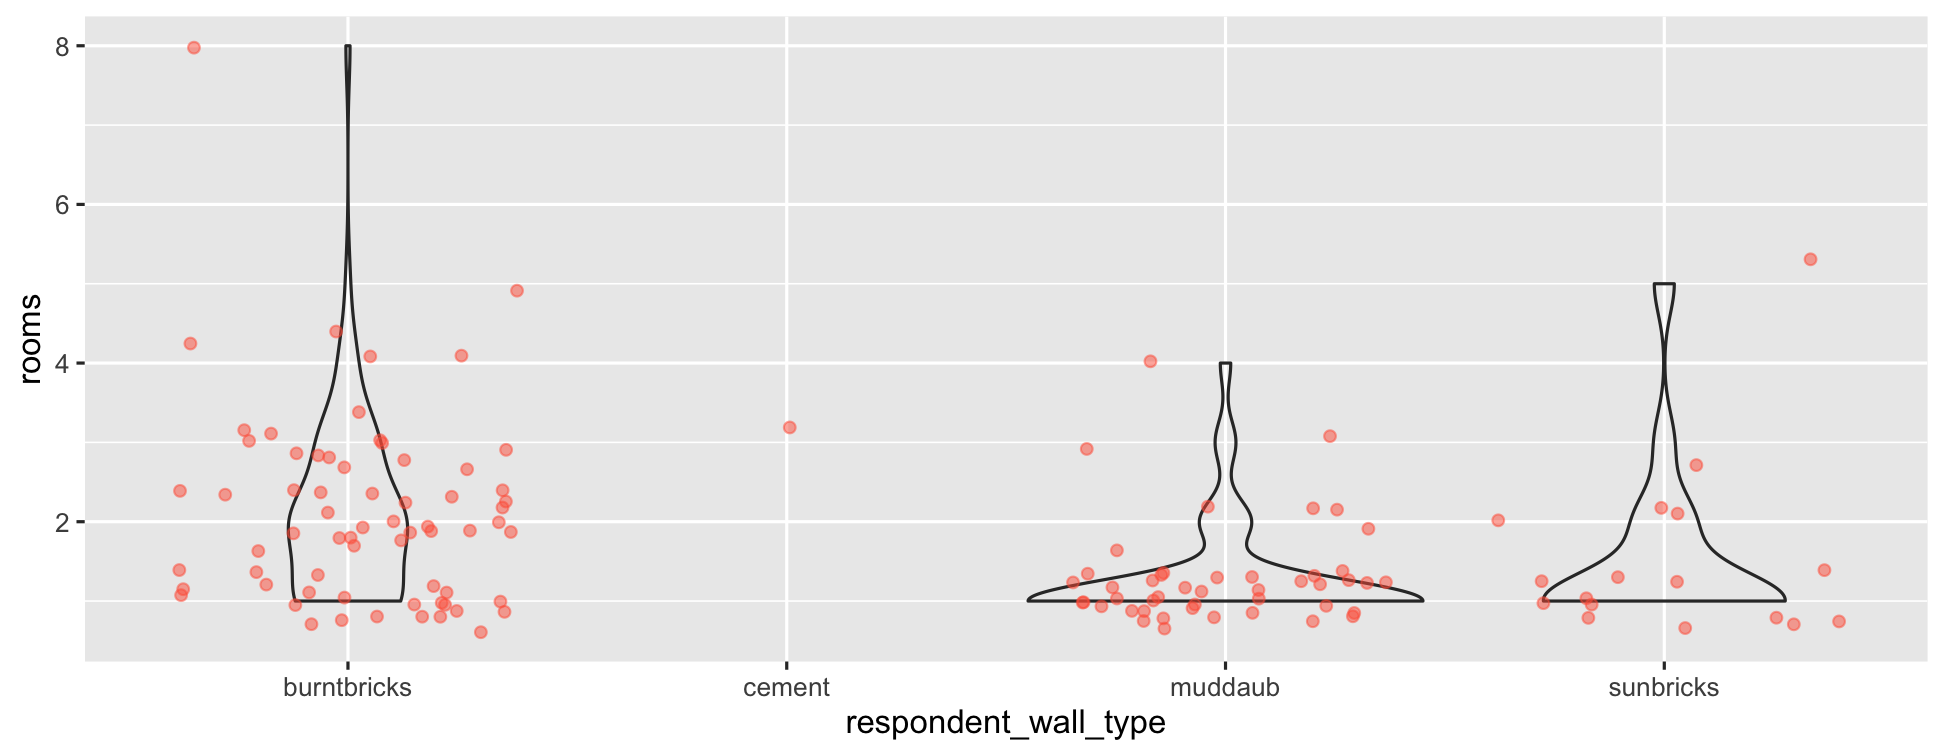 8
6
4
2
rooms
burntbricks
cement
muddaub
sunbricks
respondent_wall_type